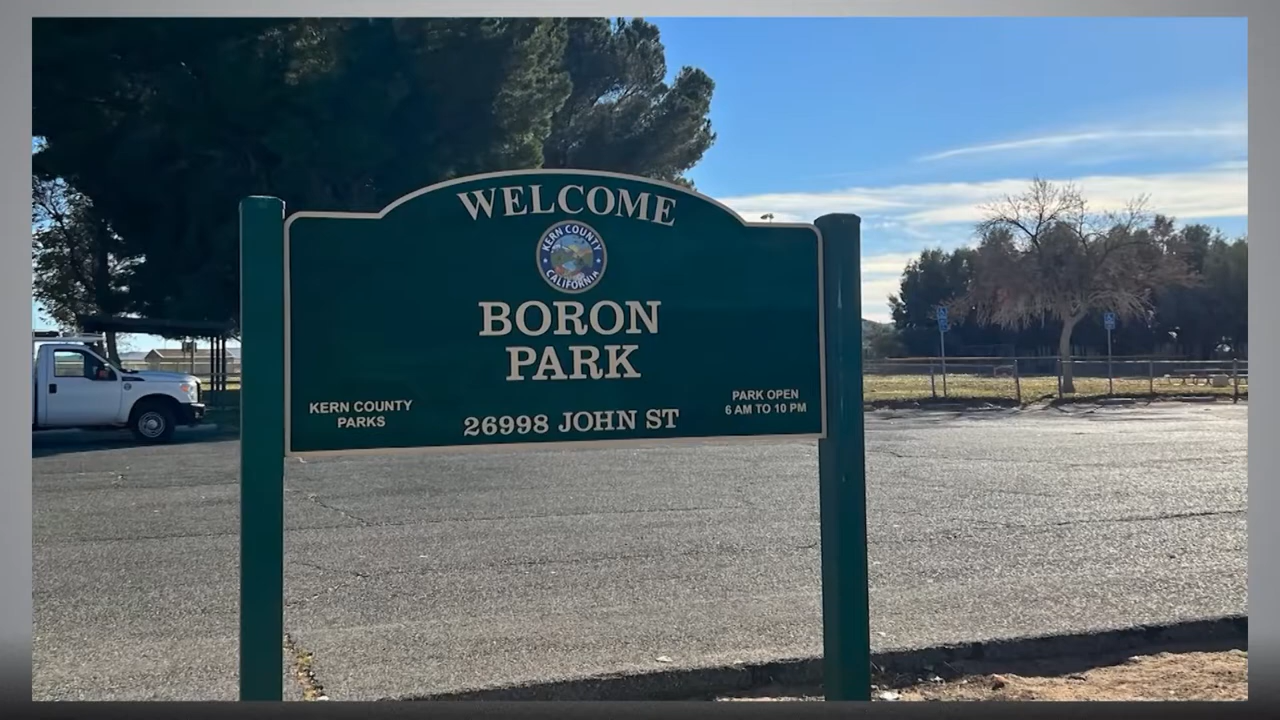 WELCOME
KERN COUNTY
CALIFORNIA
BORON
PARK
KERN COUNTY
PARKS
26998 JOHN ST
PARK OPEN
6 AM TO 10 PM